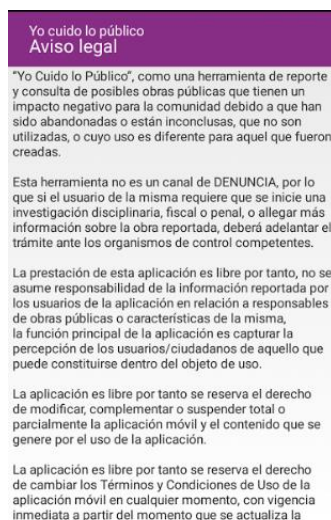 Yo cuido lo público
Aviso legal
"Yo Cuido lo Público", como una herramienta de reporte
y consulta de posibles obras públicas que tienen un
impacto negativo para la comunidad debido a que han
sido abandonadas o están inconclusas, que no son
utilizadas, o cuyo uso es diferente para aquel que fueron
creadas.
Esta herramienta no es un canal de DENUNCIA, por lo
que si el usuario de la misma requiere que se inicie una
investigación disciplinaria, fiscal o penal, o allegar más
información sobre la obra reportada, deberá adelantar el
trámite ante los organismos de control competentes.
La prestación de esta aplicación es libre por tanto, no se
asume responsabilidad de la información reportada por
los usuarios de la aplicación en relación a responsables
de obras públicas o características de la misma,
la función principal de la aplicación es capturar la
percepción de los usuarios/ciudadanos de aquello que
puede constituirse dentro del objeto de uso.
La aplicación es libre por tanto se reserva el derecho
de modificar, complementar o suspender total o
parcialmente la aplicación móvil y el contenido que se
genere por el uso de la aplicación.
La aplicación es libre por tanto se reserva el derecho
de cambiar los Términos y Condiciones de Uso de la
aplicación móvil en cualquier momento, con vigencia
inmediata a partir del momento que se actualiza la